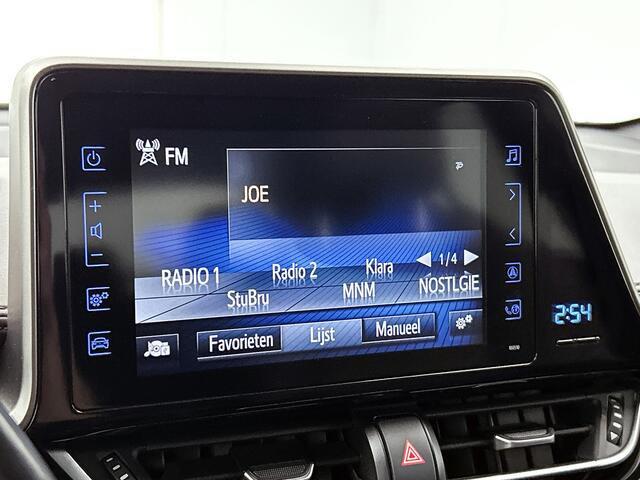 FM
JOE
1/4
RADIO 1 Radio 2 Klara
StuBru MNM NOSTLGIE
Favorieten Lijst Manueel
2:54